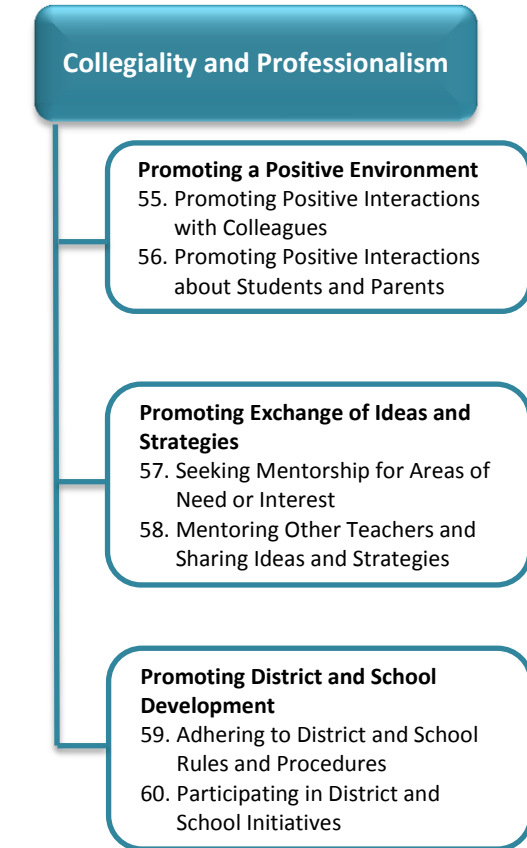 Collegiality and Professionalism
Promoting a Positive Environment
55. Promoting Positive Interactions
with Colleagues
56. Promoting Positive Interactions
about Students and Parents
Promoting Exchange of Ideas and
Strategies
57. Seeking Mentorship for Areas of
Need or Interest
58. Mentoring Other Teachers and
Sharing Ideas and Strategies
Promoting District and School
Development
59. Adhering to District and School
Rules and Procedures
60. Participating in District and
School Initiatives